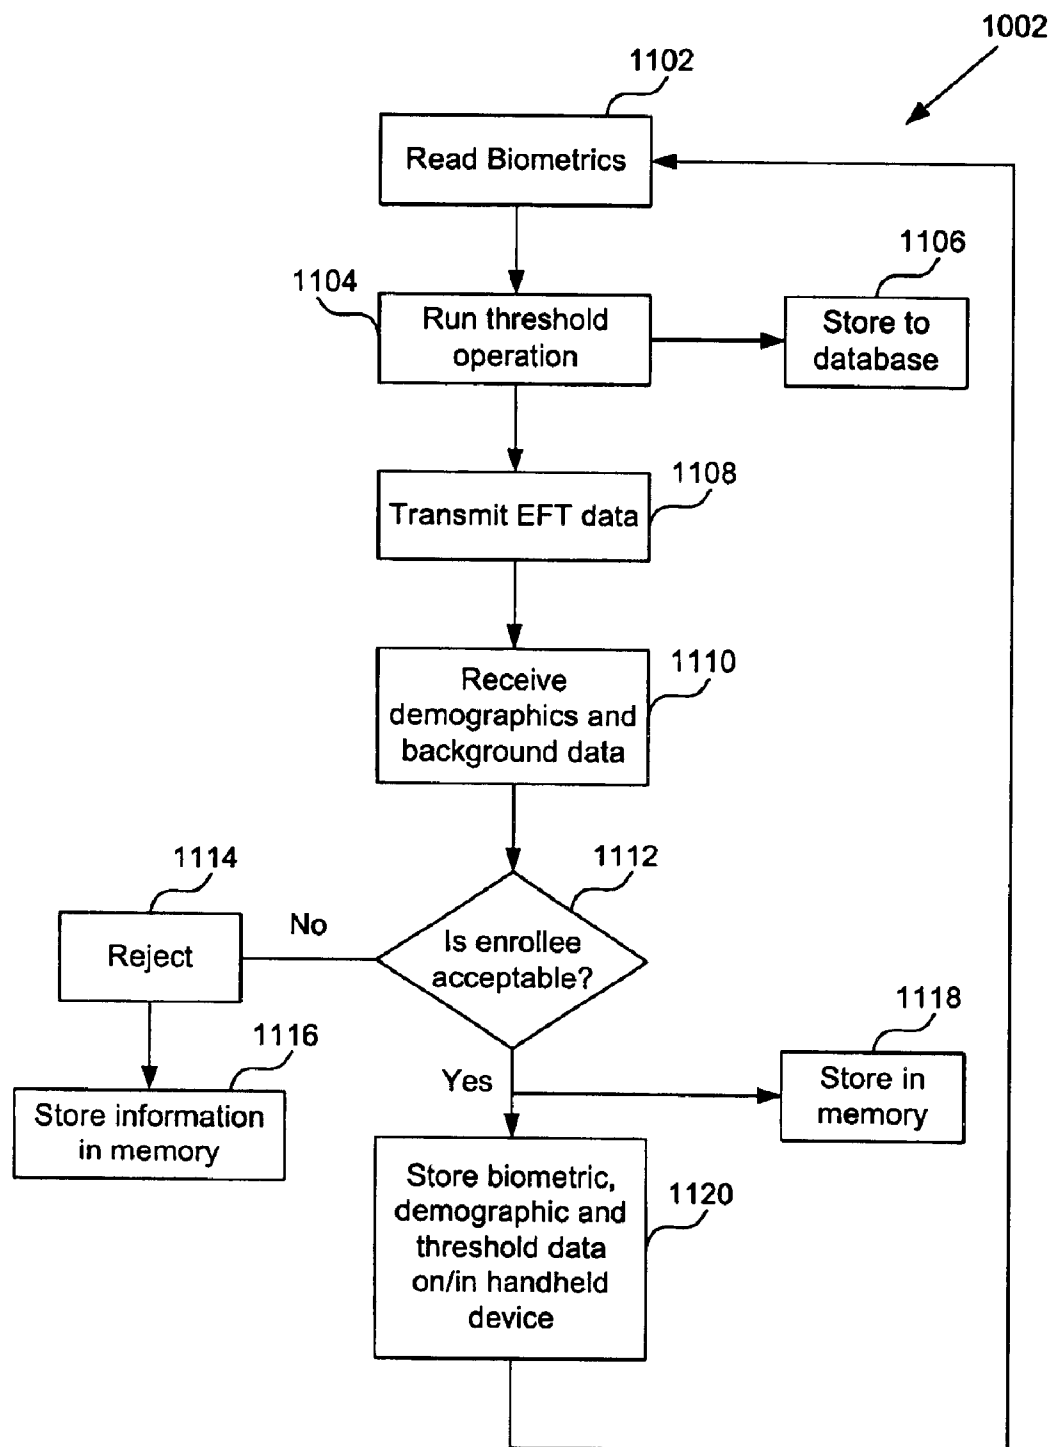 1002
1102
Read Biometrics
1104
Run threshold
operation
1106
Store to
database
1108
Transmit EFT data
1110
Receive
demographics and
background data
1112
Is enrollee
acceptable?
No
1114
Reject
1116
Store information
in memory
Yes
1118
Store in
memory
1120
Store biometric,
demographic and
threshold data
on/in handheld
device